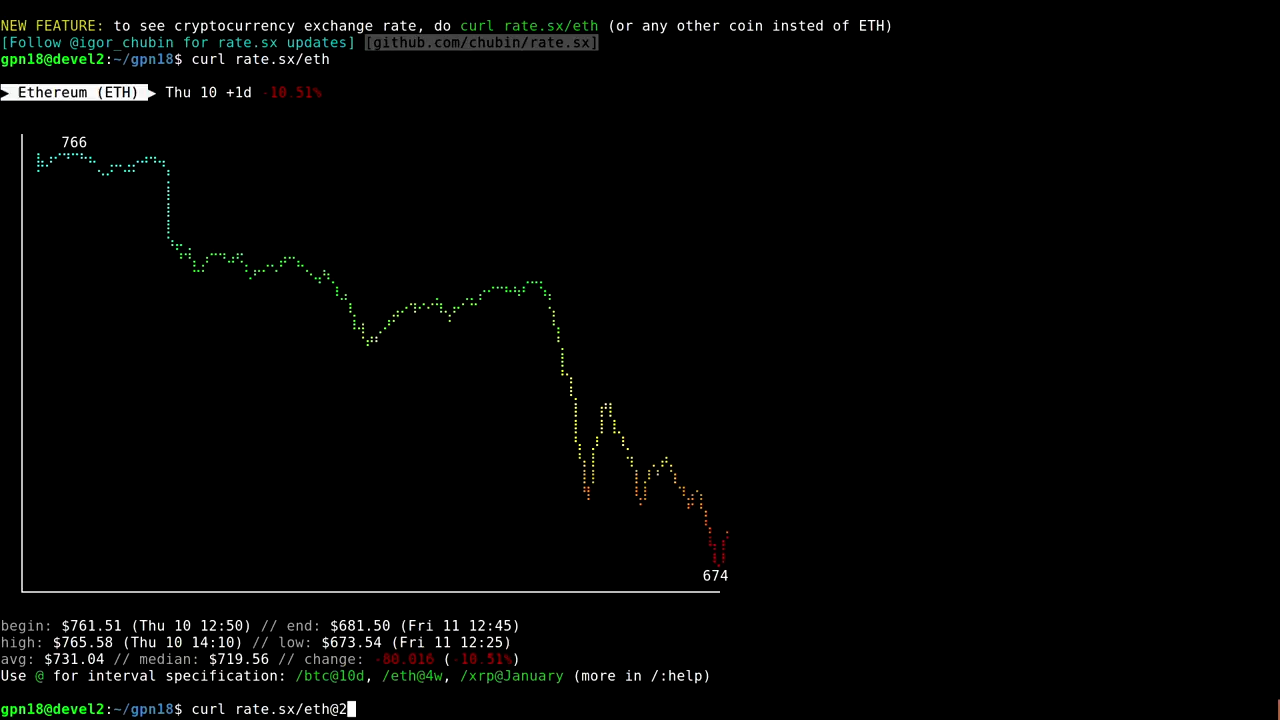 NEW FEATURE: to see cryptocurrency exchange rate, do curl rate.sx/eth (or any other coin insted of ETH)
[Follow @igor_chubin for rate.sx updates] [github.com/chubin/rate.sx]
gpn18@devel2:~/gpn18$ curl rate.sx/eth
▶ Ethereum (ETH) ▶ Thu 10 +1d -10.51%
766
674
begin: $761.51 (Thu 10 12:50) // end: $681.50 (Fri 11 12:45)
high: $765.58 (Thu 10 14:10) // low: $673.54 (Fri 11 12:25)
avg: $731.04 // median: $719.56 // change: -80.016 (-10.51%)
Use @ for interval specification: /btc@10d, /eth@4w, /xrp@January (more in /:help)
gpn18@devel2:~/gpn18$ curl rate.sx/eth@2